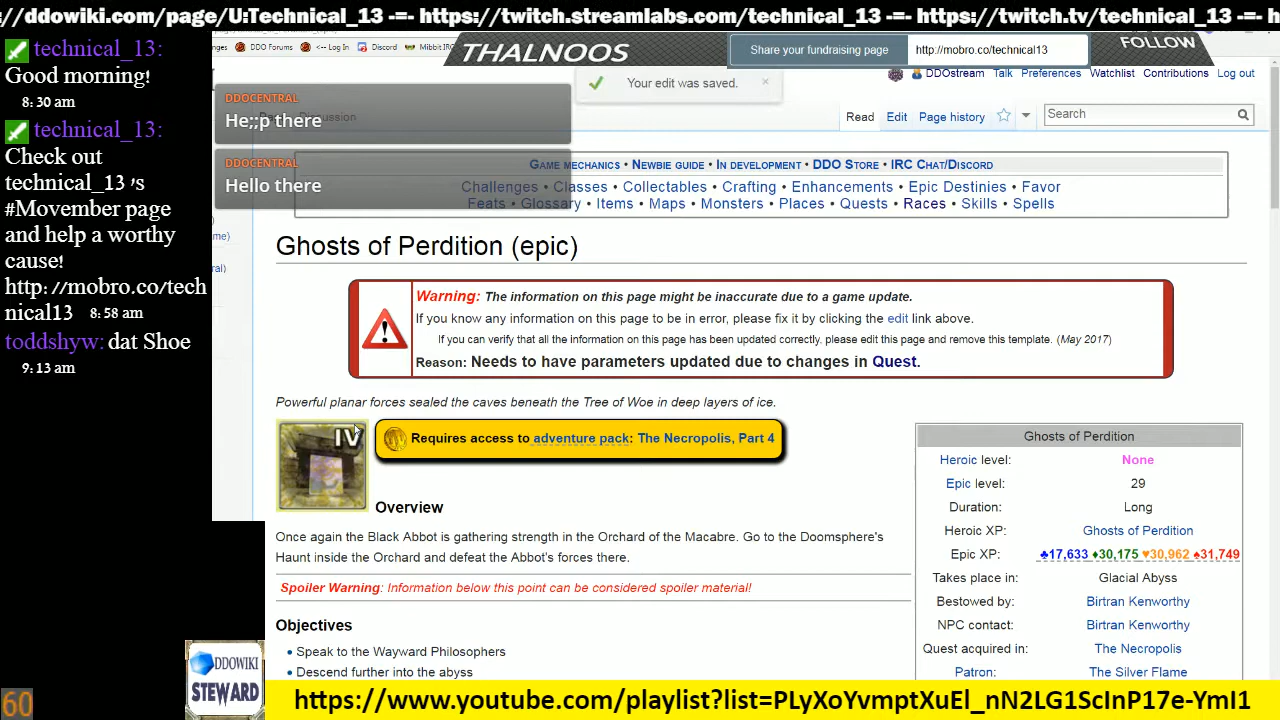 ://ddowiki.com/page/U:Technical_13 -=- https://twitch.streamlabs.com/technical_13 -=- https://twitch.tv/technical_13 -=- h
technical_13:
Good morning!
8:30 am
technical_13:
Check out
technical_13 's
#Movember page
and help a worthy
cause!
http://mobro.co/tech
nical13 8:58 am
toddshyw: dat Shoe
9:13 am
60
DDO Forums <-- Log In Discord Mibbit
THALNOOS
Share your fundraising page http://mobro.co/technical13
FOLLOW
DDOstream Talk Preferences Watchlist Contributions Log out
Your edit was saved. ×
DDOCENTRAL
He;;p there
Discussion
Read Edit Page history Search
DDOCENTRAL
Hello there
Game mechanics • Newbie guide • In development • DDO Store • IRC Chat/Discord
Challenges • Classes • Collectables • Crafting • Enhancements • Epic Destinies • Favor
Feats • Glossary • Items • Maps • Monsters • Places • Quests • Races • Skills • Spells
Ghosts of Perdition (epic)
Warning: The information on this page might be inaccurate due to a game update.
If you know any information on this page to be in error, please fix it by clicking the edit link above.
If you can verify that all the information on this page has been updated correctly, please edit this page and remove this template. (May 2017)
Reason: Needs to have parameters updated due to changes in Quest.
Powerful planar forces sealed the caves beneath the Tree of Woe in deep layers of ice.
IV
Requires access to adventure pack: The Necropolis, Part 4
Overview
Once again the Black Abbot is gathering strength in the Orchard of the Macabre. Go to the Doomsphere's
Haunt inside the Orchard and defeat the Abbot's forces there.
Spoiler Warning: Information below this point can be considered spoiler material!
Objectives
• Speak to the Wayward Philosophers
• Descend further into the abyss
Ghosts of Perdition
Heroic level: None
Epic level: 29
Duration: Long
Heroic XP: Ghosts of Perdition
Epic XP: ♣17,633 ♦30,175 ♥30,962 ♠31,749
Takes place in: Glacial Abyss
Bestowed by: Birtran Kenworthy
NPC contact: Birtran Kenworthy
Quest acquired in: The Necropolis
Patron: The Silver Flame
DDOWIKI
STEWARD
https://www.youtube.com/playlist?list=PLyXoYvmptXuEl_nN2LG1ScInP17e-YmI1